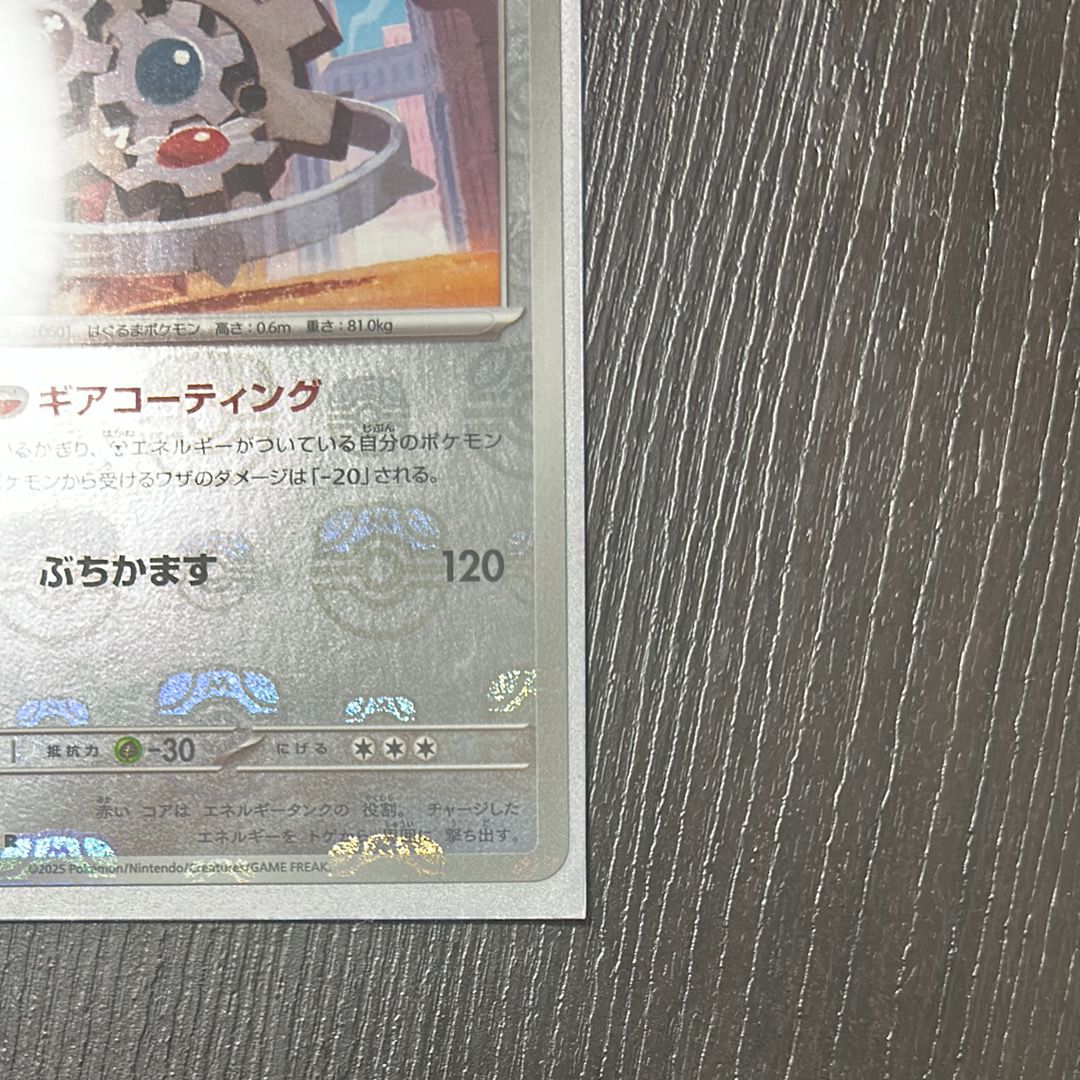 0601 はぐるまポケモン 高さ：0.6m 重さ：81.0kg
ギアコーティング
いるかぎり、エネルギーがついている自分のポケモン
ケモンから受けるワザのダメージは「-20」される。
ぶちかます 120
抵抗力 -30 にげる
赤い コアは エネルギータンクの 役割。 チャージした
エネルギーを トゲから 撃ち出す。
©2025 Pokémon/Nintendo/Creatures/GAME FREAK.